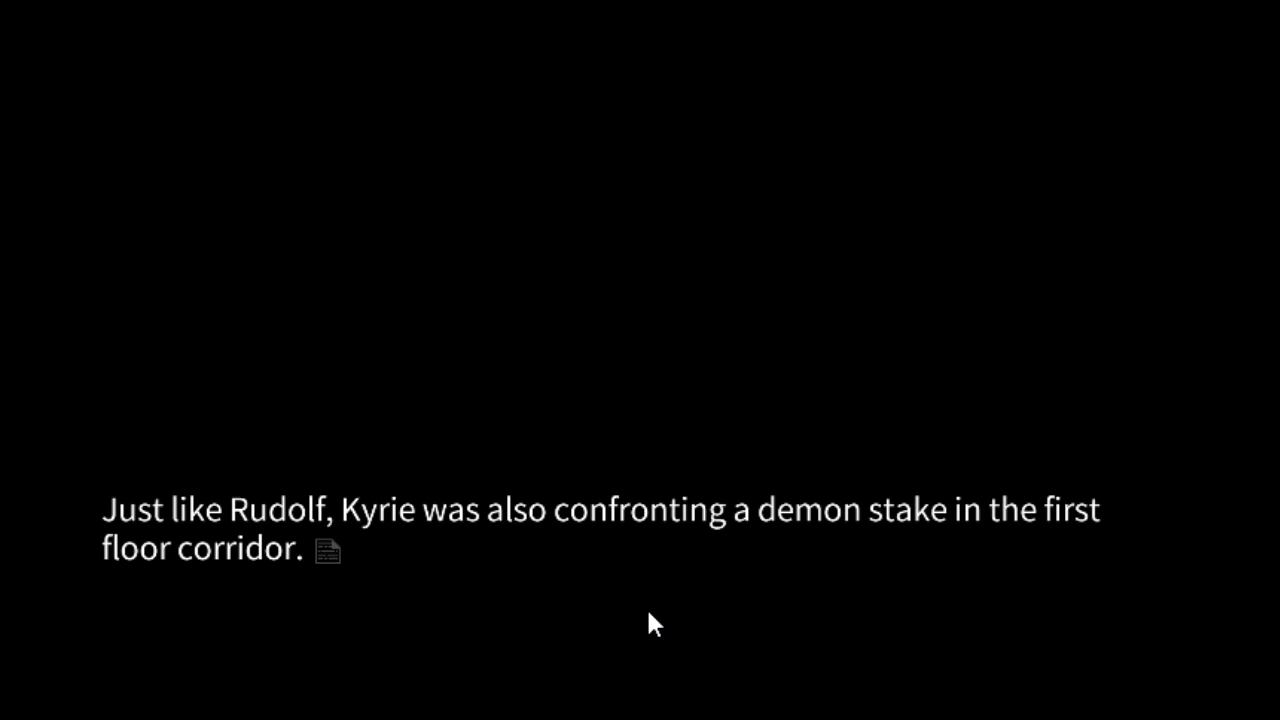 Just like Rudolf, Kyrie was also confronting a demon stake in the first
floor corridor.